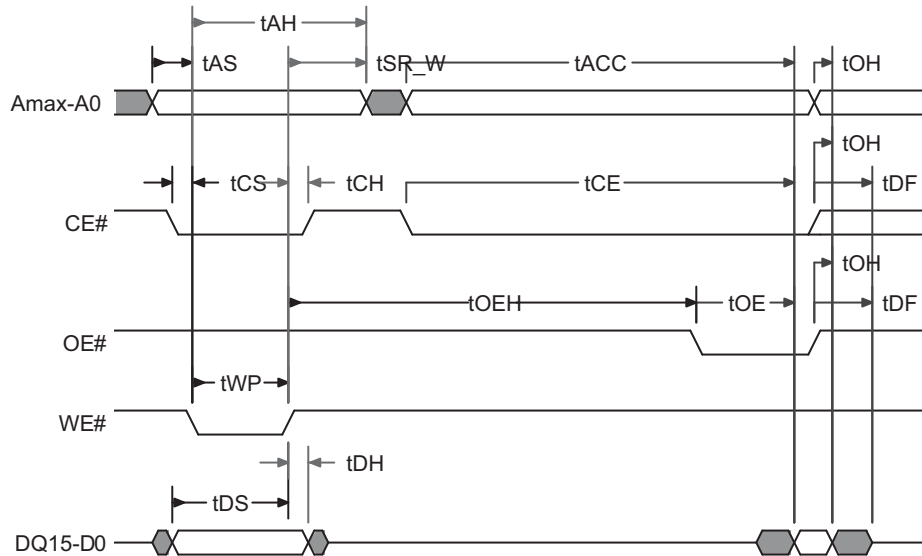 tAH
tAS tSR_W tACC tOH
Amax-A0
tOH
tCS tCH tCE tDF
CE#
tOH
tOEH tOE tDF
OE#
tWP
WE#
tDH
tDS
DQ15-D0